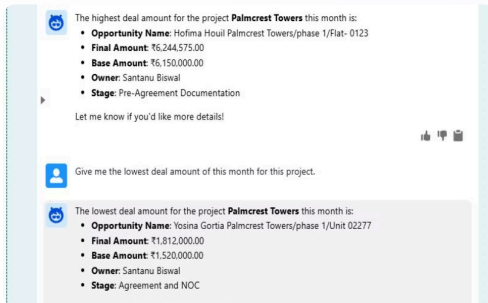 The highest deal amount for the project Palmcrest Towers this month is:
• Opportunity Name: Hofima Houil Palmcrest Towers/phase 1/Flat- 0123
• Final Amount: ₹6,244,575.00
• Base Amount: ₹6,150,000.00
• Owner: Santanu Biswal
• Stage: Pre-Agreement Documentation
Let me know if you'd like more details!
Give me the lowest deal amount of this month for this project.
The lowest deal amount for the project Palmcrest Towers this month is:
• Opportunity Name: Yosina Gortia Palmcrest Towers/phase 1/Unit 02277
• Final Amount: ₹1,812,000.00
• Base Amount: ₹1,520,000.00
• Owner: Santanu Biswal
• Stage: Agreement and NOC